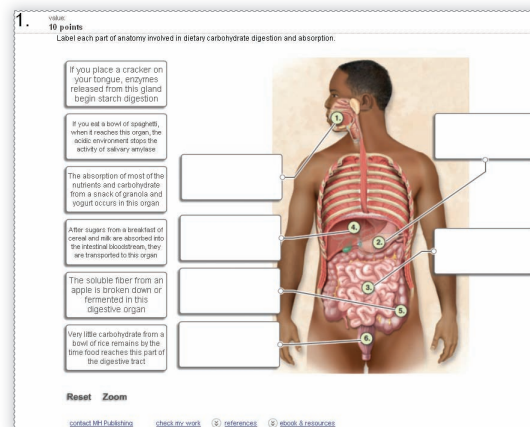 1.
value:
10 points
Label each part of anatomy involved in dietary carbohydrate digestion and absorption.
If you place a cracker on
your tongue, enzymes
released from this gland
begin starch digestion
If you eat a bowl of spaghetti,
when it reaches this organ, the
acidic environment stops the
activity of salivary amylase
The absorption of most of the
nutrients and carbohydrate
from a snack of granola and
yogurt occurs in this organ
After sugars from a breakfast of
cereal and milk are absorbed into
the intestinal bloodstream, they
are transported to this organ
The soluble fiber from an
apple is broken down or
fermented in this
digestive organ
Very little carbohydrate from a
bowl of rice remains by the
time food reaches this part of
the digestive tract
1.
4.
2.
3.
5.
6.
Reset Zoom
contact MH Publishing check my work references ebook & resources